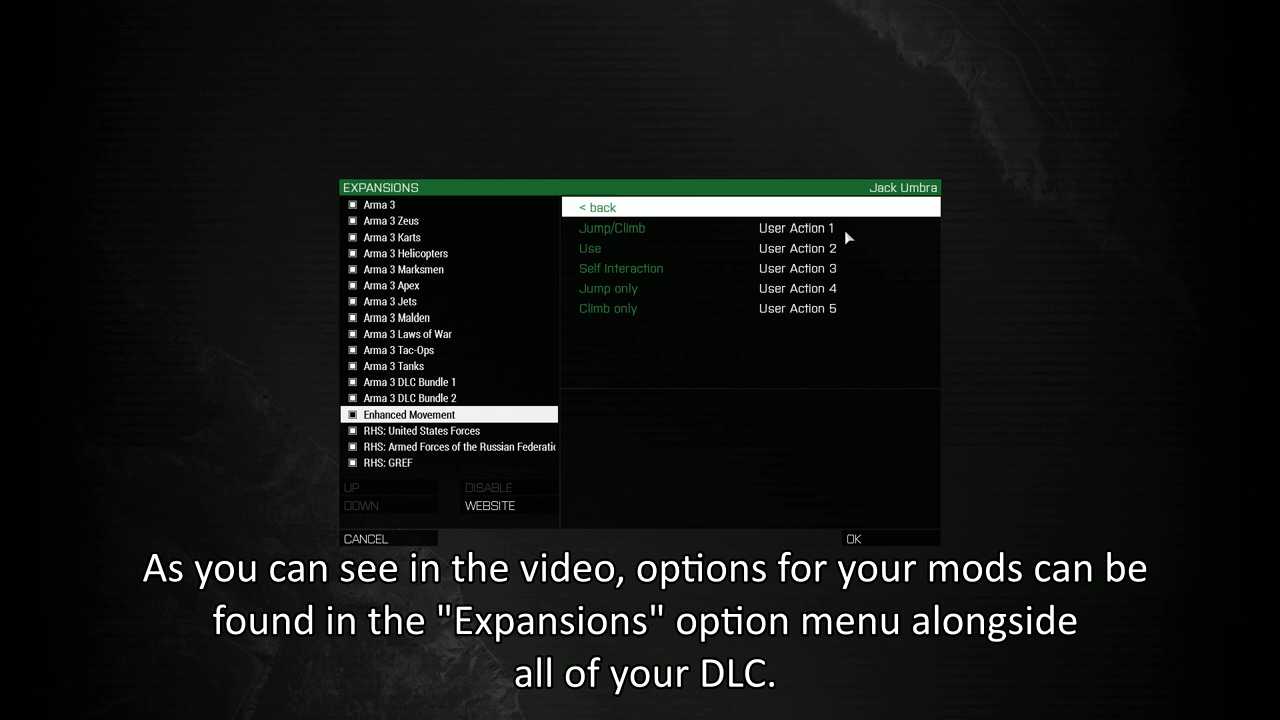 EXPANSIONS Jack Umbra
Arma 3
Arma 3 Zeus
Arma 3 Karts
Arma 3 Helicopters
Arma 3 Marksmen
Arma 3 Apex
Arma 3 Jets
Arma 3 Malden
Arma 3 Laws of War
Arma 3 Tac-Ops
Arma 3 Tanks
Arma 3 DLC Bundle 1
Arma 3 DLC Bundle 2
Enhanced Movement
RHS: United States Forces
RHS: Armed Forces of the Russian Federatic
RHS: GREF
UP DISABLE
DOWN WEBSITE
CANCEL
< back
Jump/Climb User Action 1
Use User Action 2
Self Interaction User Action 3
Jump only User Action 4
Climb only User Action 5
OK
As you can see in the video, options for your mods can be
found in the "Expansions" option menu alongside
all of your DLC.